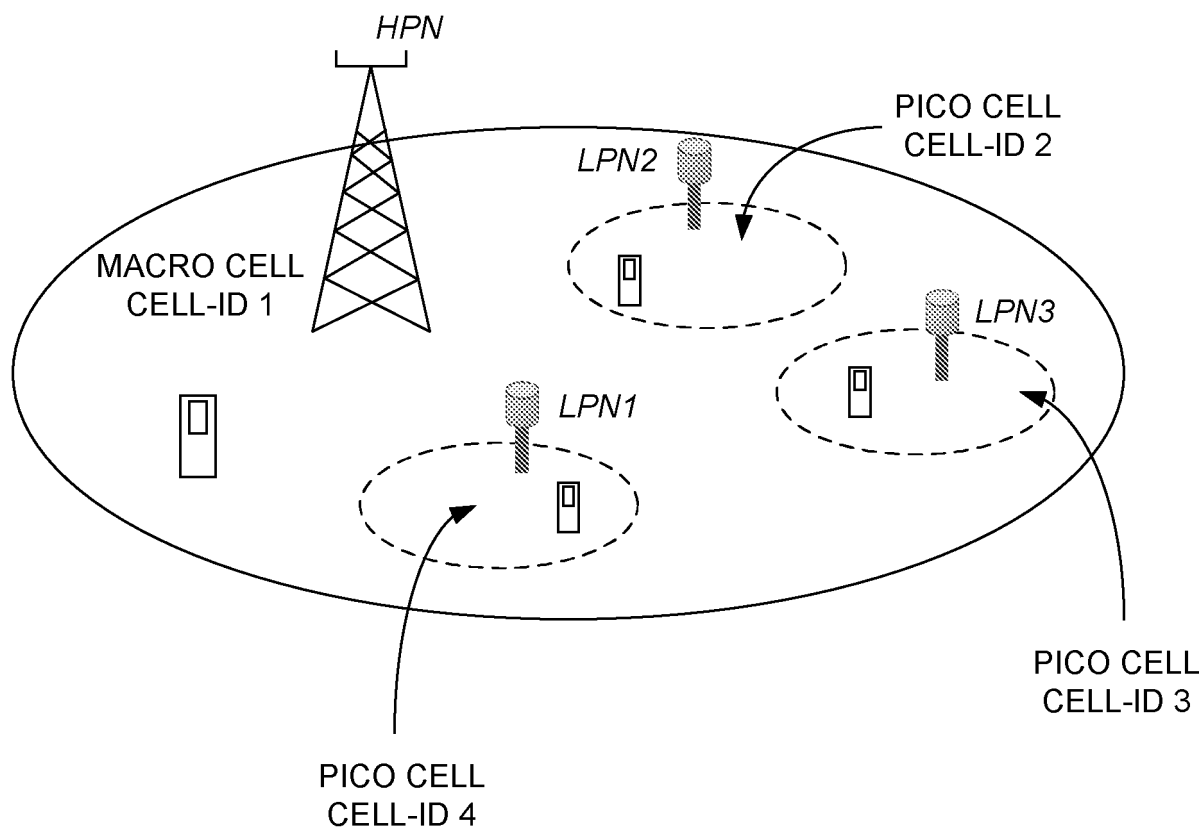 HPN
PICO CELL
CELL-ID 2
LPN2
MACRO CELL
CELL-ID 1
LPN3
LPN1
PICO CELL
CELL-ID 3
PICO CELL
CELL-ID 4